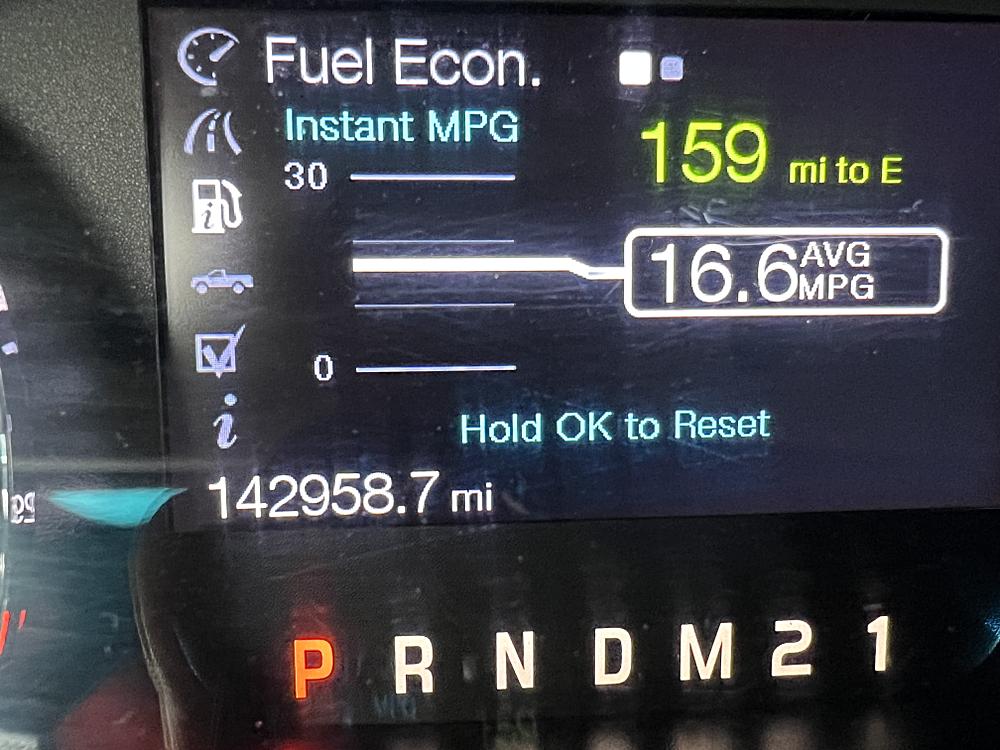 Fuel Econ.
Instant MPG
159 mi to E
30
16.6 AVG MPG
0
Hold OK to Reset
142958.7 mi
P R N D M 2 1